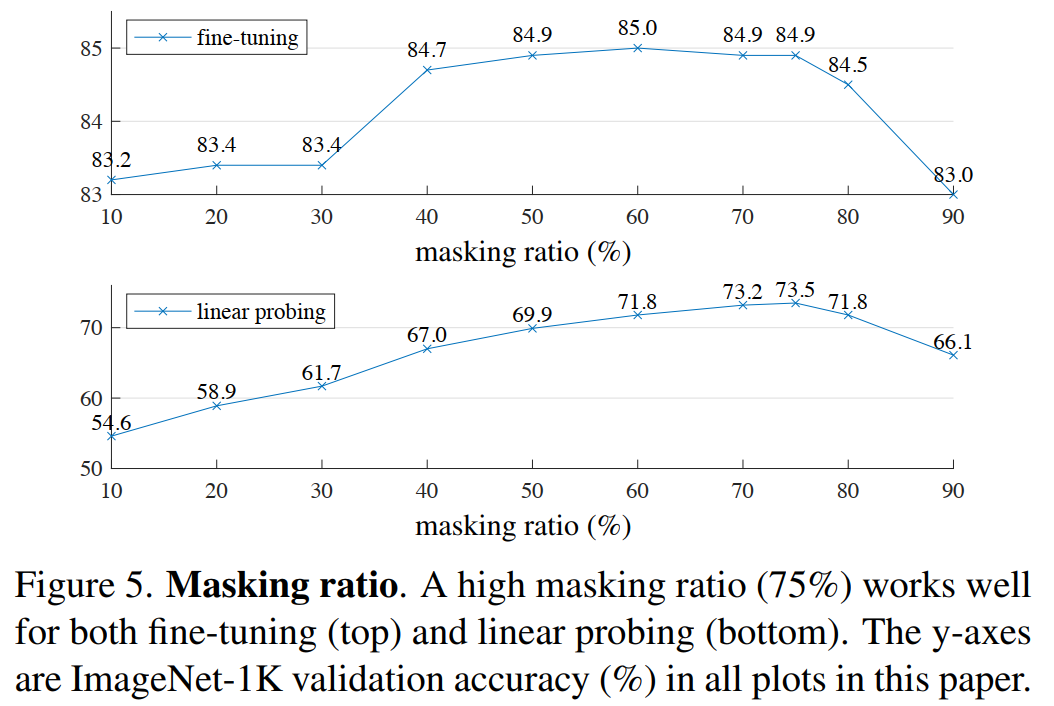 fine-tuning
85
84
83
83.2
83.4
83.4
84.7
84.9
85.0
84.9
84.9
84.5
83.0
10 20 30 40 50 60 70 80 90
masking ratio (%)
linear probing
70
60
50
54.6
58.9
61.7
67.0
69.9
71.8
73.2
73.5
71.8
66.1
10 20 30 40 50 60 70 80 90
masking ratio (%)
Figure 5. Masking ratio. A high masking ratio (75%) works well
for both fine-tuning (top) and linear probing (bottom). The y-axes
are ImageNet-1K validation accuracy (%) in all plots in this paper.